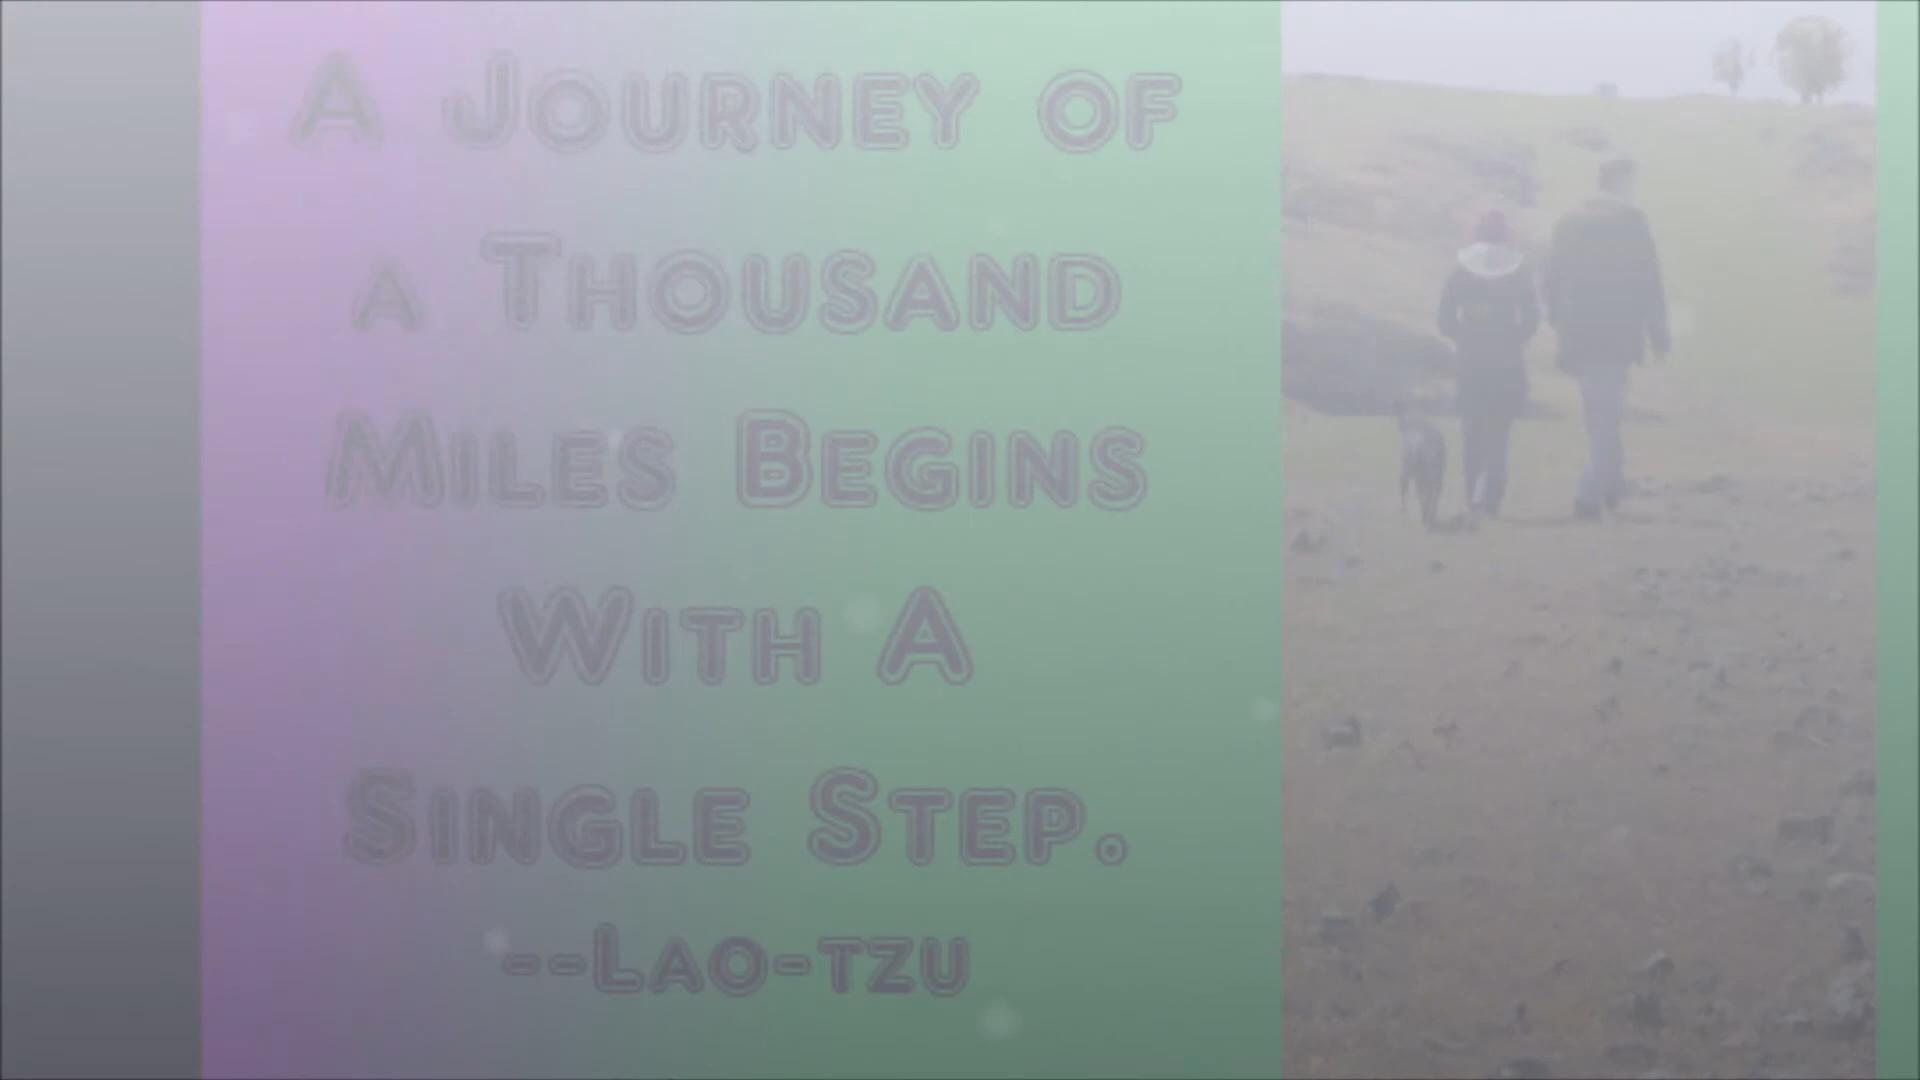 A Journey of
a Thousand
Miles Begins
With A
Single Step.
--Lao-tzu